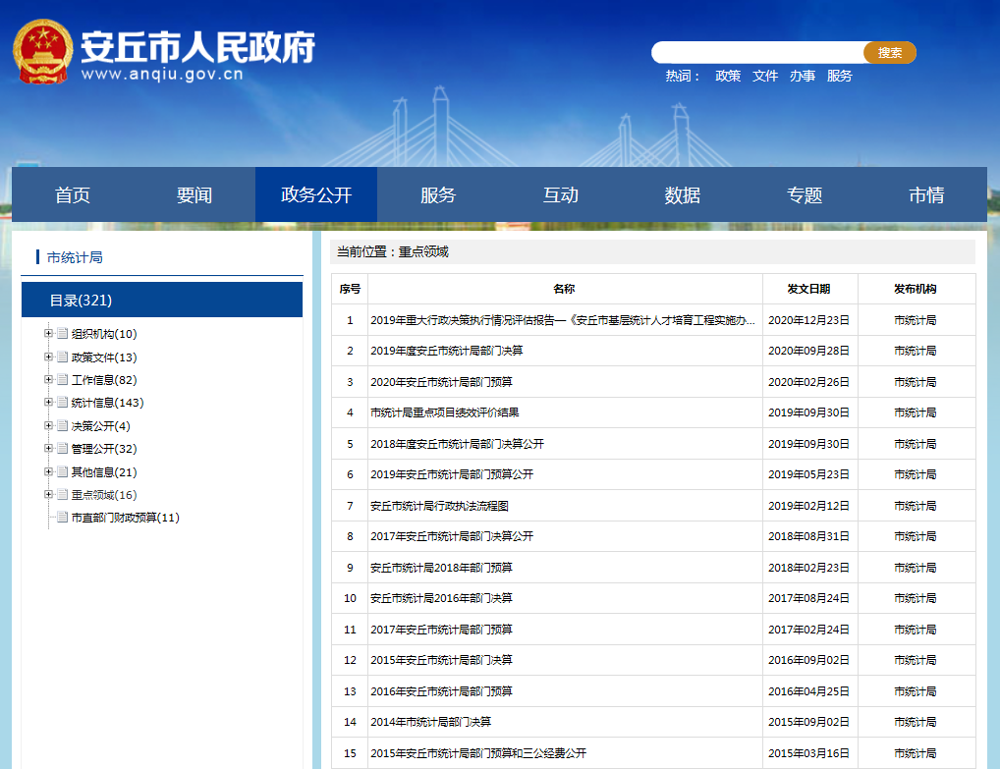 安丘市人民政府
www.anqiu.gov.cn
搜索
热词： 政策 文件 办事 服务
首页 要闻 政务公开 服务 互动 数据 专题 市情
市统计局
目录(321)
组织机构(10)
政策文件(13)
工作信息(82)
统计信息(143)
决策公开(4)
管理公开(32)
其他信息(21)
重点领域(16)
市直部门财政预算(11)
当前位置：重点领域
序号 名称 发文日期 发布机构
1 2019年重大行政决策执行情况评估报告—《安丘市基层统计人才培育工程实施办... 2020年12月23日 市统计局
2 2019年度安丘市统计局部门决算 2020年09月28日 市统计局
3 2020年安丘市统计局部门预算 2020年02月26日 市统计局
4 市统计局重点项目绩效评价结果 2019年09月30日 市统计局
5 2018年度安丘市统计局部门决算公开 2019年09月30日 市统计局
6 2019年安丘市统计局部门预算公开 2019年05月23日 市统计局
7 安丘市统计局行政执法流程图 2019年02月12日 市统计局
8 2017年安丘市统计局部门决算公开 2018年08月31日 市统计局
9 安丘市统计局2018年部门预算 2018年02月23日 市统计局
10 安丘市统计局2016年部门决算 2017年08月24日 市统计局
11 2017年安丘市统计局部门预算 2017年02月24日 市统计局
12 2015年安丘市统计局部门决算 2016年09月02日 市统计局
13 2016年安丘市统计局部门预算 2016年04月25日 市统计局
14 2014年市统计局部门决算 2015年09月02日 市统计局
15 2015年安丘市统计局部门预算和三公经费公开 2015年03月16日 市统计局